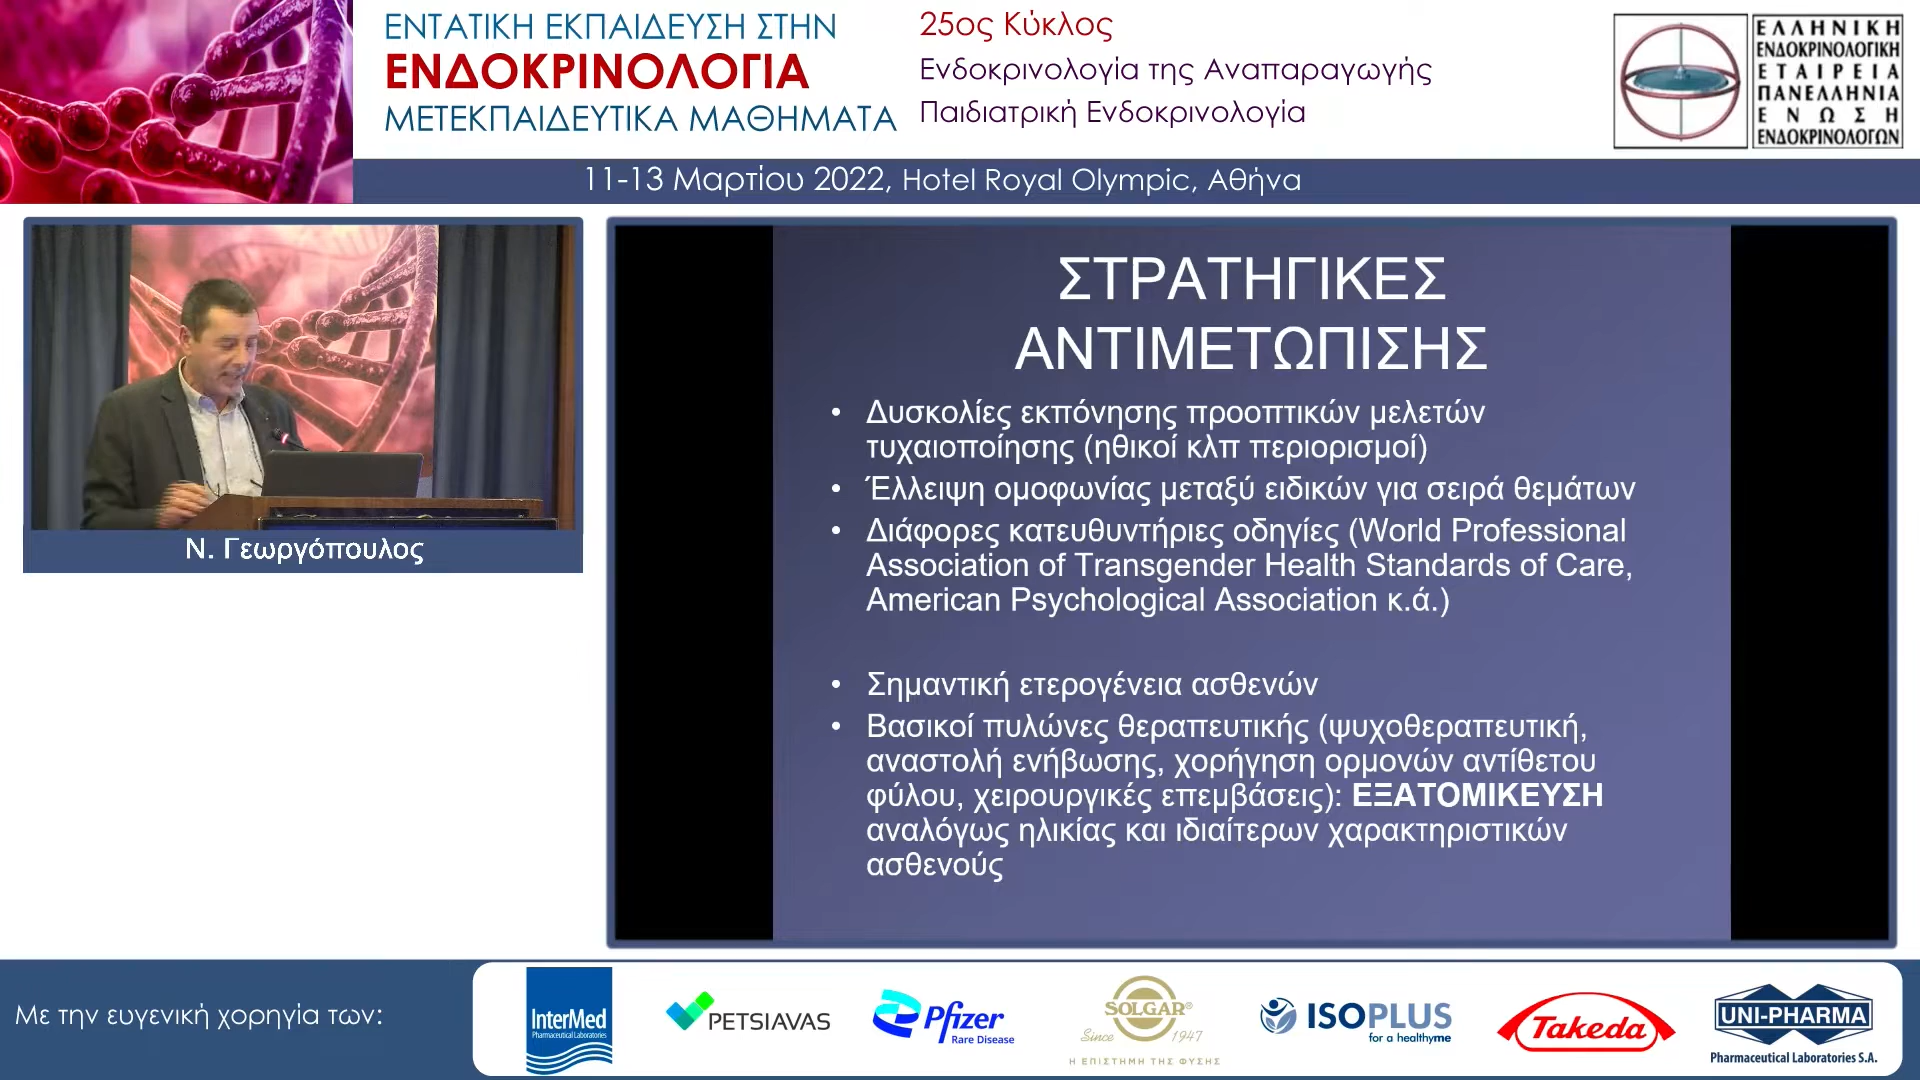 ΕΝΤΑΤΙΚΗ ΕΚΠΑΙΔΕΥΣΗ ΣΤΗΝ
ΕΝΔΟΚΡΙΝΟΛΟΓΙΑ
ΜΕΤΕΚΠΑΙΔΕΥΤΙΚΑ ΜΑΘΗΜΑΤΑ
25ος Κύκλος
Ενδοκρινολογία της Αναπαραγωγής
Παιδιατρική Ενδοκρινολογία
ΕΛΛΗΝΙΚΗ
ΕΝΔΟΚΡΙΝΟΛΟΓΙΚΗ
ΕΤΑΙΡΕΙΑ
ΠΑΝΕΛΛΗΝΙΑ
ΕΝΩΣΗ
ΕΝΔΟΚΡΙΝΟΛΟΓΩΝ
11-13 Μαρτίου 2022, Hotel Royal Olympic, Αθήνα
Ν. Γεωργόπουλος
ΣΤΡΑΤΗΓΙΚΕΣ
ΑΝΤΙΜΕΤΩΠΙΣΗΣ
• Δυσκολίες εκπόνησης προοπτικών μελετών
τυχαιοποίησης (ηθικοί κλπ περιορισμοί)
• Έλλειψη ομοφωνίας μεταξύ ειδικών για σειρά θεμάτων
• Διάφορες κατευθυντήριες οδηγίες (World Professional
Association of Transgender Health Standards of Care,
American Psychological Association κ.ά.)
• Σημαντική ετερογένεια ασθενών
• Βασικοί πυλώνες θεραπευτικής (ψυχοθεραπευτική,
αναστολή ενήβωσης, χορήγηση ορμονών αντίθετου
φύλου, χειρουργικές επεμβάσεις): ΕΞΑΤΟΜΙΚΕΥΣΗ
αναλόγως ηλικίας και ιδιαίτερων χαρακτηριστικών
ασθενούς
Με την ευγενική χορηγία των:
InterMed
Pharmaceutical Laboratories
PETSIAVAS
Pfizer
Rare Disease
SOLGAR®
Since 1947
Η ΕΠΙΣΤΗΜΗ ΤΗΣ ΦΥΣΗΣ
ISOPLUS
for a healthyme
Takeda
UNI-PHARMA
Pharmaceutical Laboratories S.A.